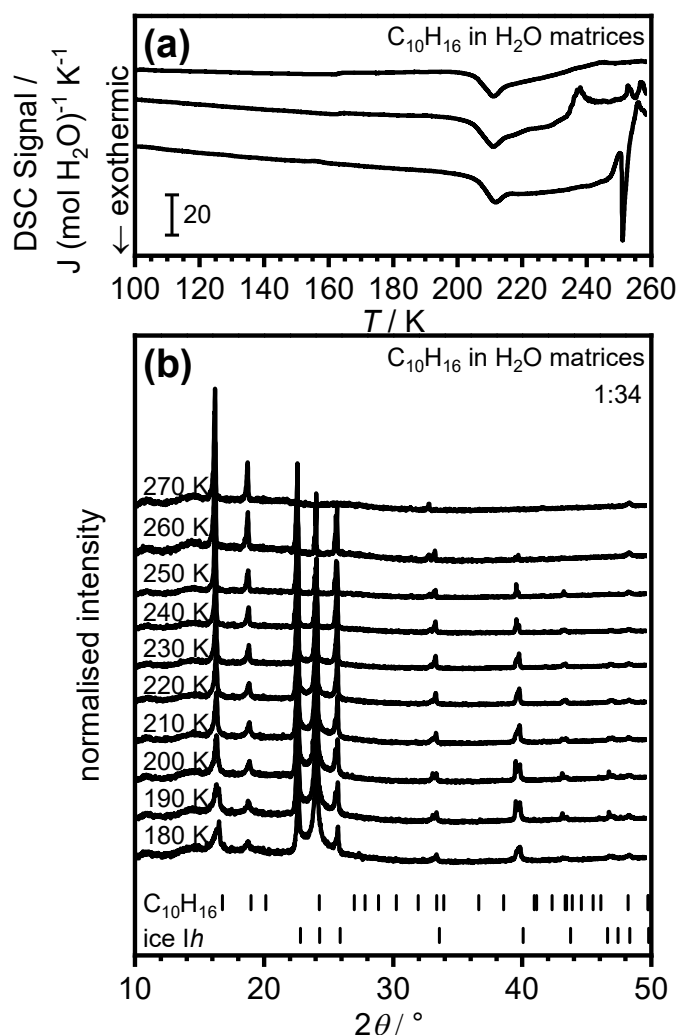 (a)
C₁₀H₁₆ in H₂O matrices
DSC Signal /
J (mol H₂O)⁻¹ K⁻¹
← exothermic
20
100 120 140 160 180 200 220 240 260
T / K
(b)
C₁₀H₁₆ in H₂O matrices
1:34
normalised intensity
270 K
260 K
250 K
240 K
230 K
220 K
210 K
200 K
190 K
180 K
C₁₀H₁₆
ice Ih
10 20 30 40 50
2θ / °